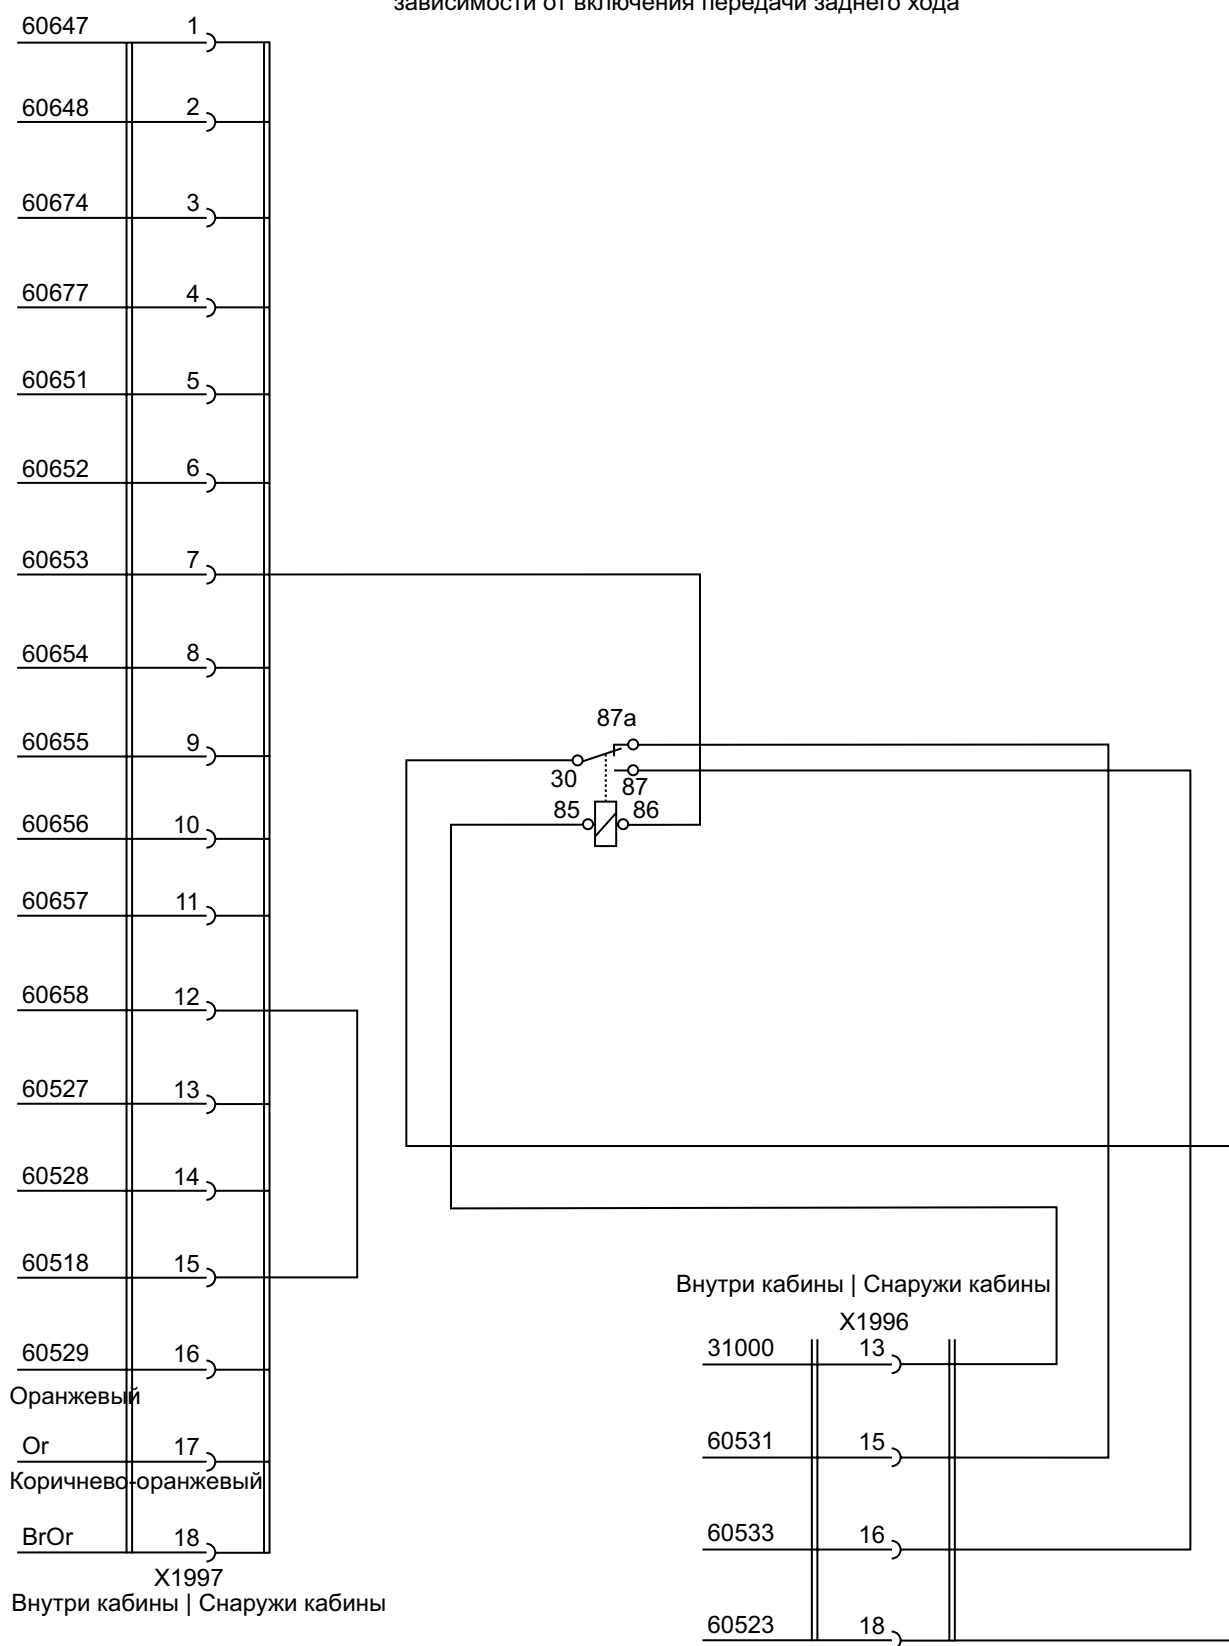 зависимости от включения передачи заднего хода
60647 1
60648 2
60674 3
60677 4
60651 5
60652 6
60653 7
60654 8
87a
60655 9
30
87
85 86
60656 10
60657 11
60658 12
60527 13
60528 14
60518 15
60529 16
Оранжевый
Or 17
Коричнево-оранжевый
BrOr 18
X1997
Внутри кабины | Снаружи кабины
Внутри кабины | Снаружи кабины
X1996
31000 13
60531 15
60533 16
60523 18